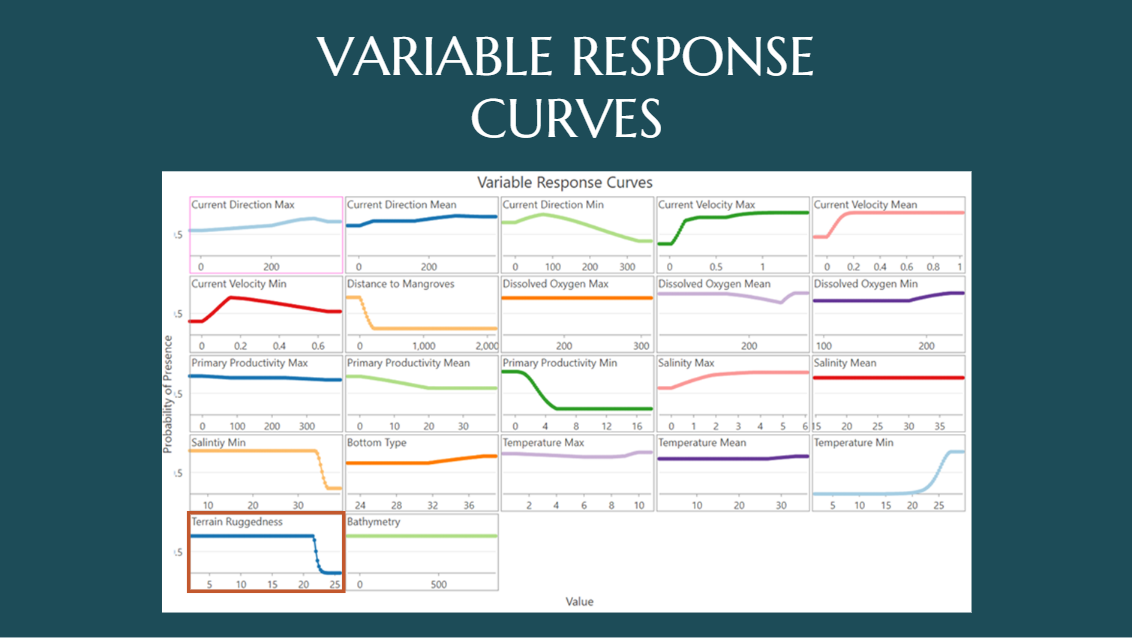 VARIABLE RESPONSE
CURVES
Variable Response Curves
Current Direction Max
Current Direction Mean
Current Direction Min
Current Velocity Max
Current Velocity Mean
0 200
0 200
0 100 200 300
0 0.5 1
0 0.2 0.4 0.6 0.8 1
Current Velocity Min
Distance to Mangroves
Dissolved Oxygen Max
Dissolved Oxygen Mean
Dissolved Oxygen Min
0 0.2 0.4 0.6
0 1,000 2,000
200 300
200
100 200
Probability of Presence
Primary Productivity Max
Primary Productivity Mean
Primary Productivity Min
Salinity Max
Salinity Mean
0 100 200 300
0 10 20 30
0 4 8 12 16
0 1 2 3 4 5 6
15 20 25 30 35
Salintiy Min
Bottom Type
Temperature Max
Temperature Mean
Temperature Min
10 20 30
24 28 32 36
2 4 6 8 10
10 20 30
5 10 15 20 25
Terrain Ruggedness
Bathymetry
5 10 15 20 25
0 500
Value